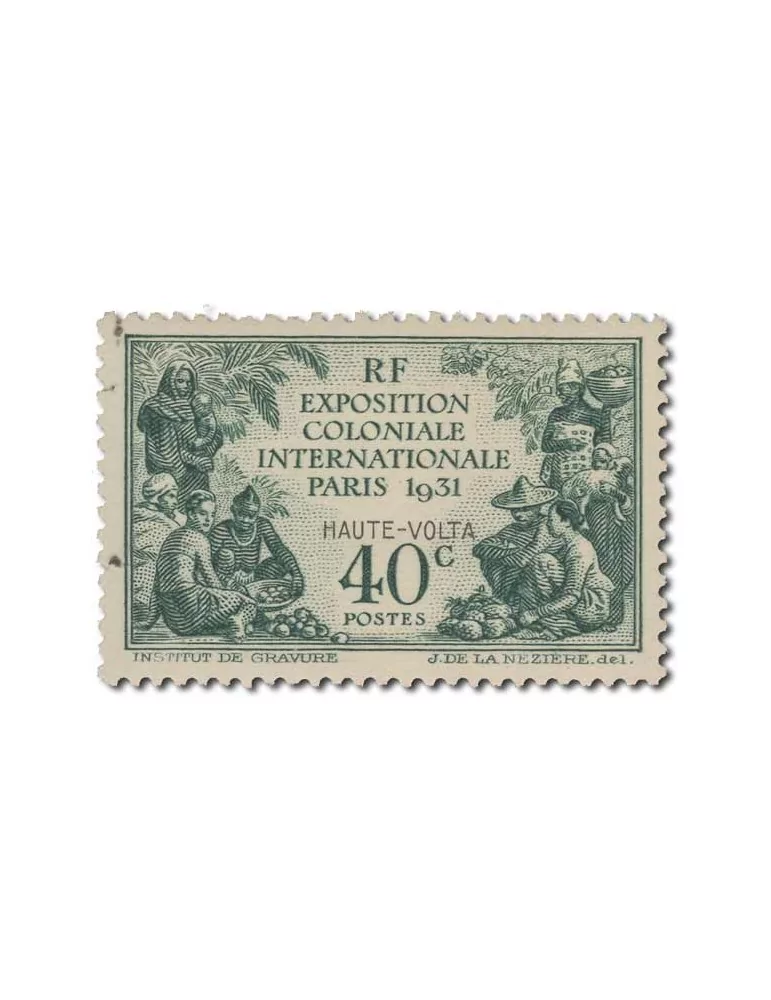 RF
EXPOSITION
COLONIALE
INTERNATIONALE
PARIS 1931
HAUTE-VOLTA
40c
POSTES
INSTITUT DE GRAVURE J. DE LA NEZIÈRE. del.